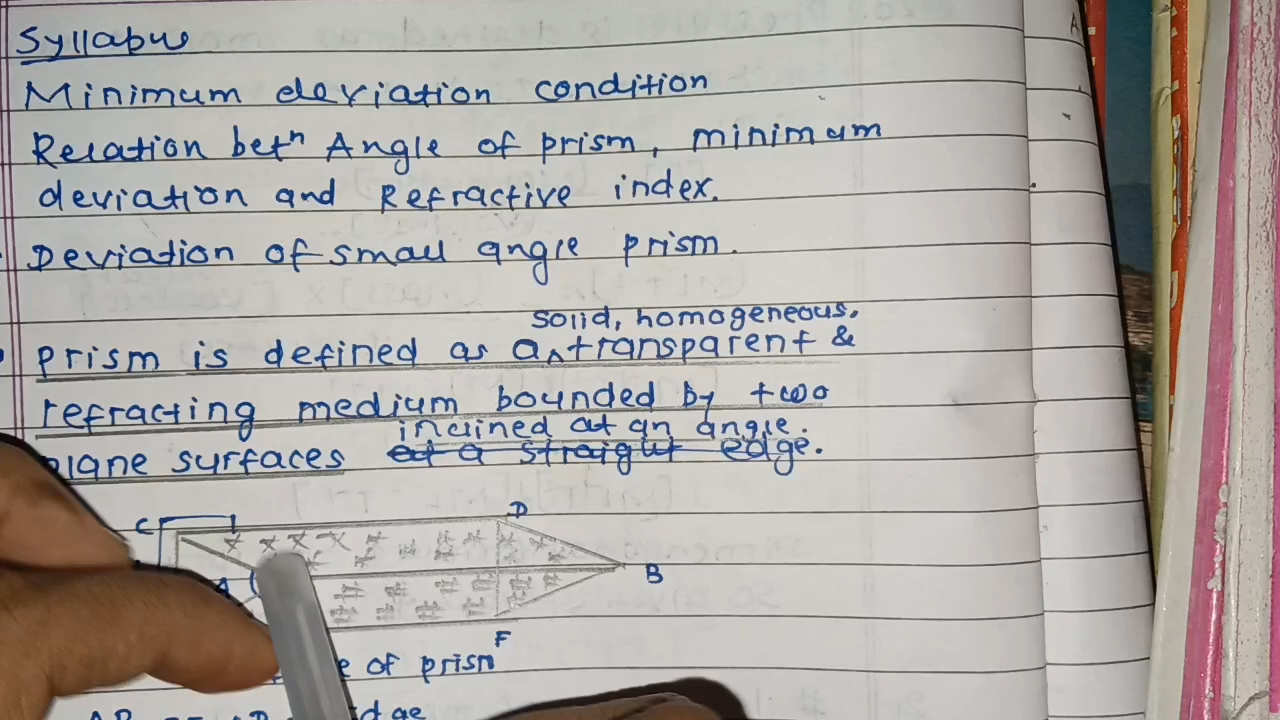 Syllabus
Minimum deviation condition
Relation betn Angle of prism, minimum
deviation and Refractive index.
Deviation of small angle prism.
solid, homogeneous,
Prism is defined as a^transparent &
refracting medium bounded by two
inclined at an angle.
plane surfaces eat a straight edge.
C D
A B
F
of prism